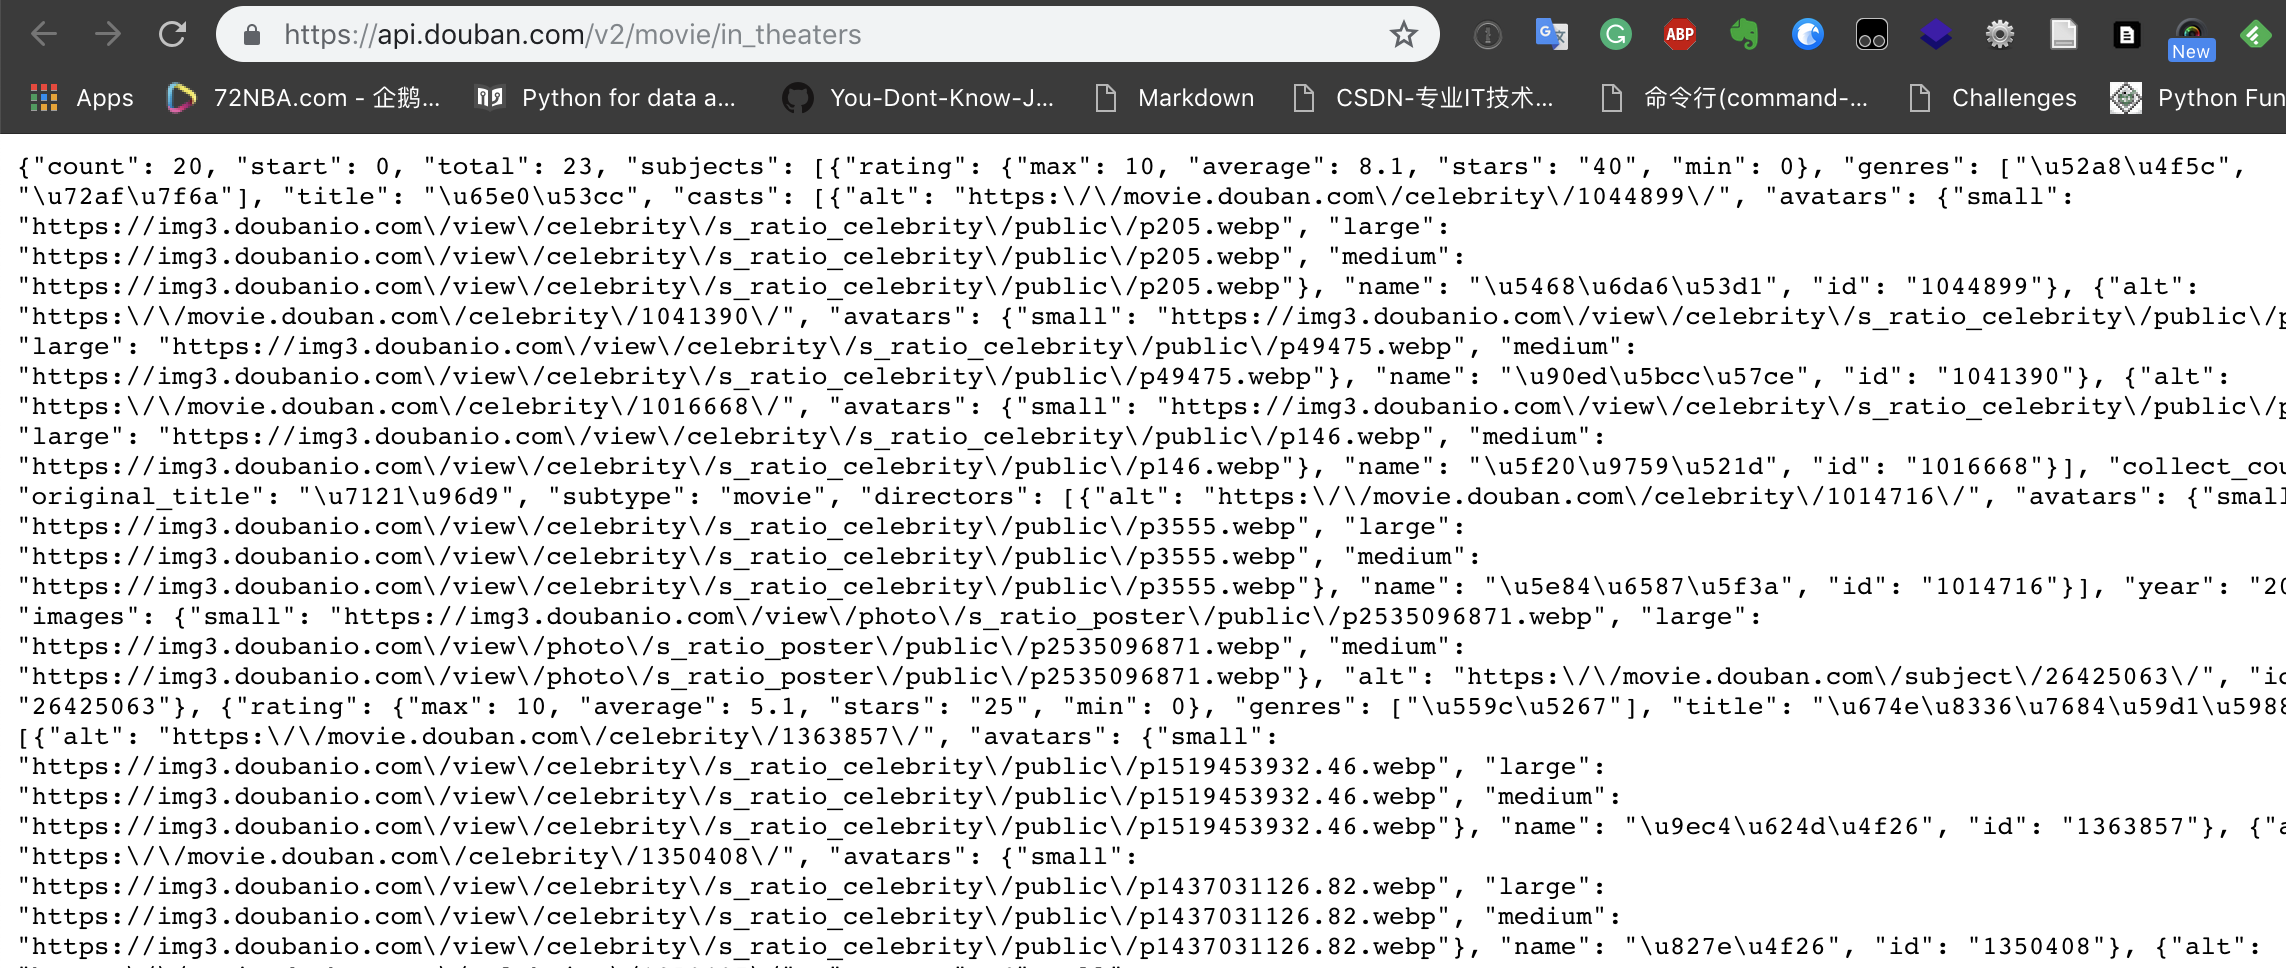 https://api.douban.com/v2/movie/in_theaters
ABP
New
Apps 72NBA.com - 企鹅... Python for data a... You-Dont-Know-J... Markdown CSDN-专业IT技术... 命令行(command-... Challenges Python Fun
{"count": 20, "start": 0, "total": 23, "subjects": [{"rating": {"max": 10, "average": 8.1, "stars": "40", "min": 0}, "genres": ["\u52a8\u4f5c",
"\u72af\u7f6a"], "title": "\u65e0\u53cc", "casts": [{"alt": "https:\/\/movie.douban.com\/celebrity\/1044899\/", "avatars": {"small":
"https://img3.doubanio.com\/view\/celebrity\/s_ratio_celebrity\/public\/p205.webp", "large":
"https://img3.doubanio.com\/view\/celebrity\/s_ratio_celebrity\/public\/p205.webp", "medium":
"https://img3.doubanio.com\/view\/celebrity\/s_ratio_celebrity\/public\/p205.webp"}, "name": "\u5468\u6da6\u53d1", "id": "1044899"}, {"alt":
"https:\/\/movie.douban.com\/celebrity\/1041390\/", "avatars": {"small": "https://img3.doubanio.com\/view\/celebrity\/s_ratio_celebrity\/public\/p
"large": "https://img3.doubanio.com\/view\/celebrity\/s_ratio_celebrity\/public\/p49475.webp", "medium":
"https://img3.doubanio.com\/view\/celebrity\/s_ratio_celebrity\/public\/p49475.webp"}, "name": "\u90ed\u5bcc\u57ce", "id": "1041390"}, {"alt":
"https:\/\/movie.douban.com\/celebrity\/1016668\/", "avatars": {"small": "https://img3.doubanio.com\/view\/celebrity\/s_ratio_celebrity\/public\/p
"large": "https://img3.doubanio.com\/view\/celebrity\/s_ratio_celebrity\/public\/p146.webp", "medium":
"https://img3.doubanio.com\/view\/celebrity\/s_ratio_celebrity\/public\/p146.webp"}, "name": "\u5f20\u9759\u521d", "id": "1016668"}], "collect_cou
"original_title": "\u7121\u96d9", "subtype": "movie", "directors": [{"alt": "https:\/\/movie.douban.com\/celebrity\/1014716\/", "avatars": {"small
"https://img3.doubanio.com\/view\/celebrity\/s_ratio_celebrity\/public\/p3555.webp", "large":
"https://img3.doubanio.com\/view\/celebrity\/s_ratio_celebrity\/public\/p3555.webp", "medium":
"https://img3.doubanio.com\/view\/celebrity\/s_ratio_celebrity\/public\/p3555.webp"}, "name": "\u5e84\u6587\u5f3a", "id": "1014716"}], "year": "20
"images": {"small": "https://img3.doubanio.com\/view\/photo\/s_ratio_poster\/public\/p2535096871.webp", "large":
"https://img3.doubanio.com\/view\/photo\/s_ratio_poster\/public\/p2535096871.webp", "medium":
"https://img3.doubanio.com\/view\/photo\/s_ratio_poster\/public\/p2535096871.webp"}, "alt": "https:\/\/movie.douban.com\/subject\/26425063\/", "id
"26425063"}, {"rating": {"max": 10, "average": 5.1, "stars": "25", "min": 0}, "genres": ["\u559c\u5267"], "title": "\u674e\u8336\u7684\u59d1\u5988
[{"alt": "https:\/\/movie.douban.com\/celebrity\/1363857\/", "avatars": {"small":
"https://img3.doubanio.com\/view\/celebrity\/s_ratio_celebrity\/public\/p1519453932.46.webp", "large":
"https://img3.doubanio.com\/view\/celebrity\/s_ratio_celebrity\/public\/p1519453932.46.webp", "medium":
"https://img3.doubanio.com\/view\/celebrity\/s_ratio_celebrity\/public\/p1519453932.46.webp"}, "name": "\u9ec4\u624d\u4f26", "id": "1363857"}, {"a
"https:\/\/movie.douban.com\/celebrity\/1350408\/", "avatars": {"small":
"https://img3.doubanio.com\/view\/celebrity\/s_ratio_celebrity\/public\/p1437031126.82.webp", "large":
"https://img3.doubanio.com\/view\/celebrity\/s_ratio_celebrity\/public\/p1437031126.82.webp", "medium":
"https://img3.doubanio.com\/view\/celebrity\/s_ratio_celebrity\/public\/p1437031126.82.webp"}, "name": "\u827e\u4f26", "id": "1350408"}, {"alt":